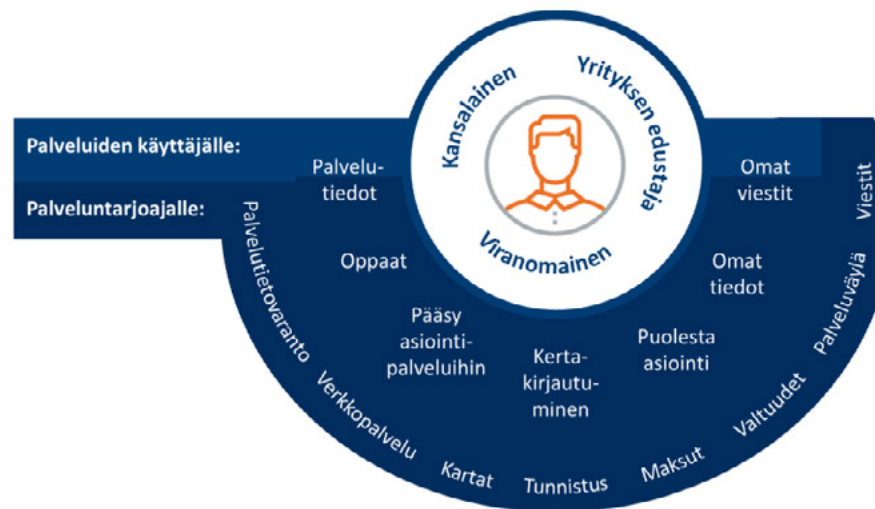 Kansalainen
Yrityksen edustaja
Viranomainen
Palveluiden käyttäjälle:
Palvelu-
tiedot
Oppaat
Pääsy
asiointi-
palveluihin
Kerta-
kirjautu-
minen
Puolesta
asiointi
Omat
tiedot
Omat
viestit
Palveluntarjoajalle:
Palvelutietovaranto
Verkkopalvelu
Kartat
Tunnistus
Maksut
Valtuudet
Palveluväylä
Viestit